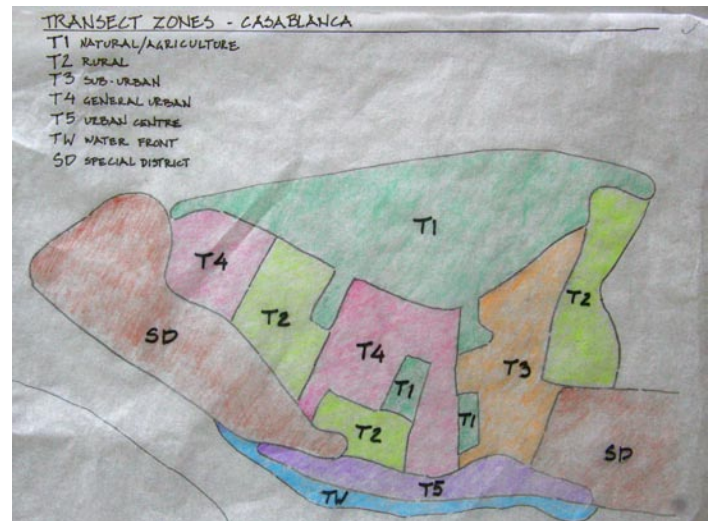 TRANSECT ZONES - CASABLANCA
T1 NATURAL/AGRICULTURE
T2 RURAL
T3 SUB-URBAN
T4 GENERAL URBAN
T5 URBAN CENTRE
TW WATER FRONT
SD SPECIAL DISTRICT
T1
T4
T2
T2
SD
T4
T3
T1
T1
T2
SD
T5
TW